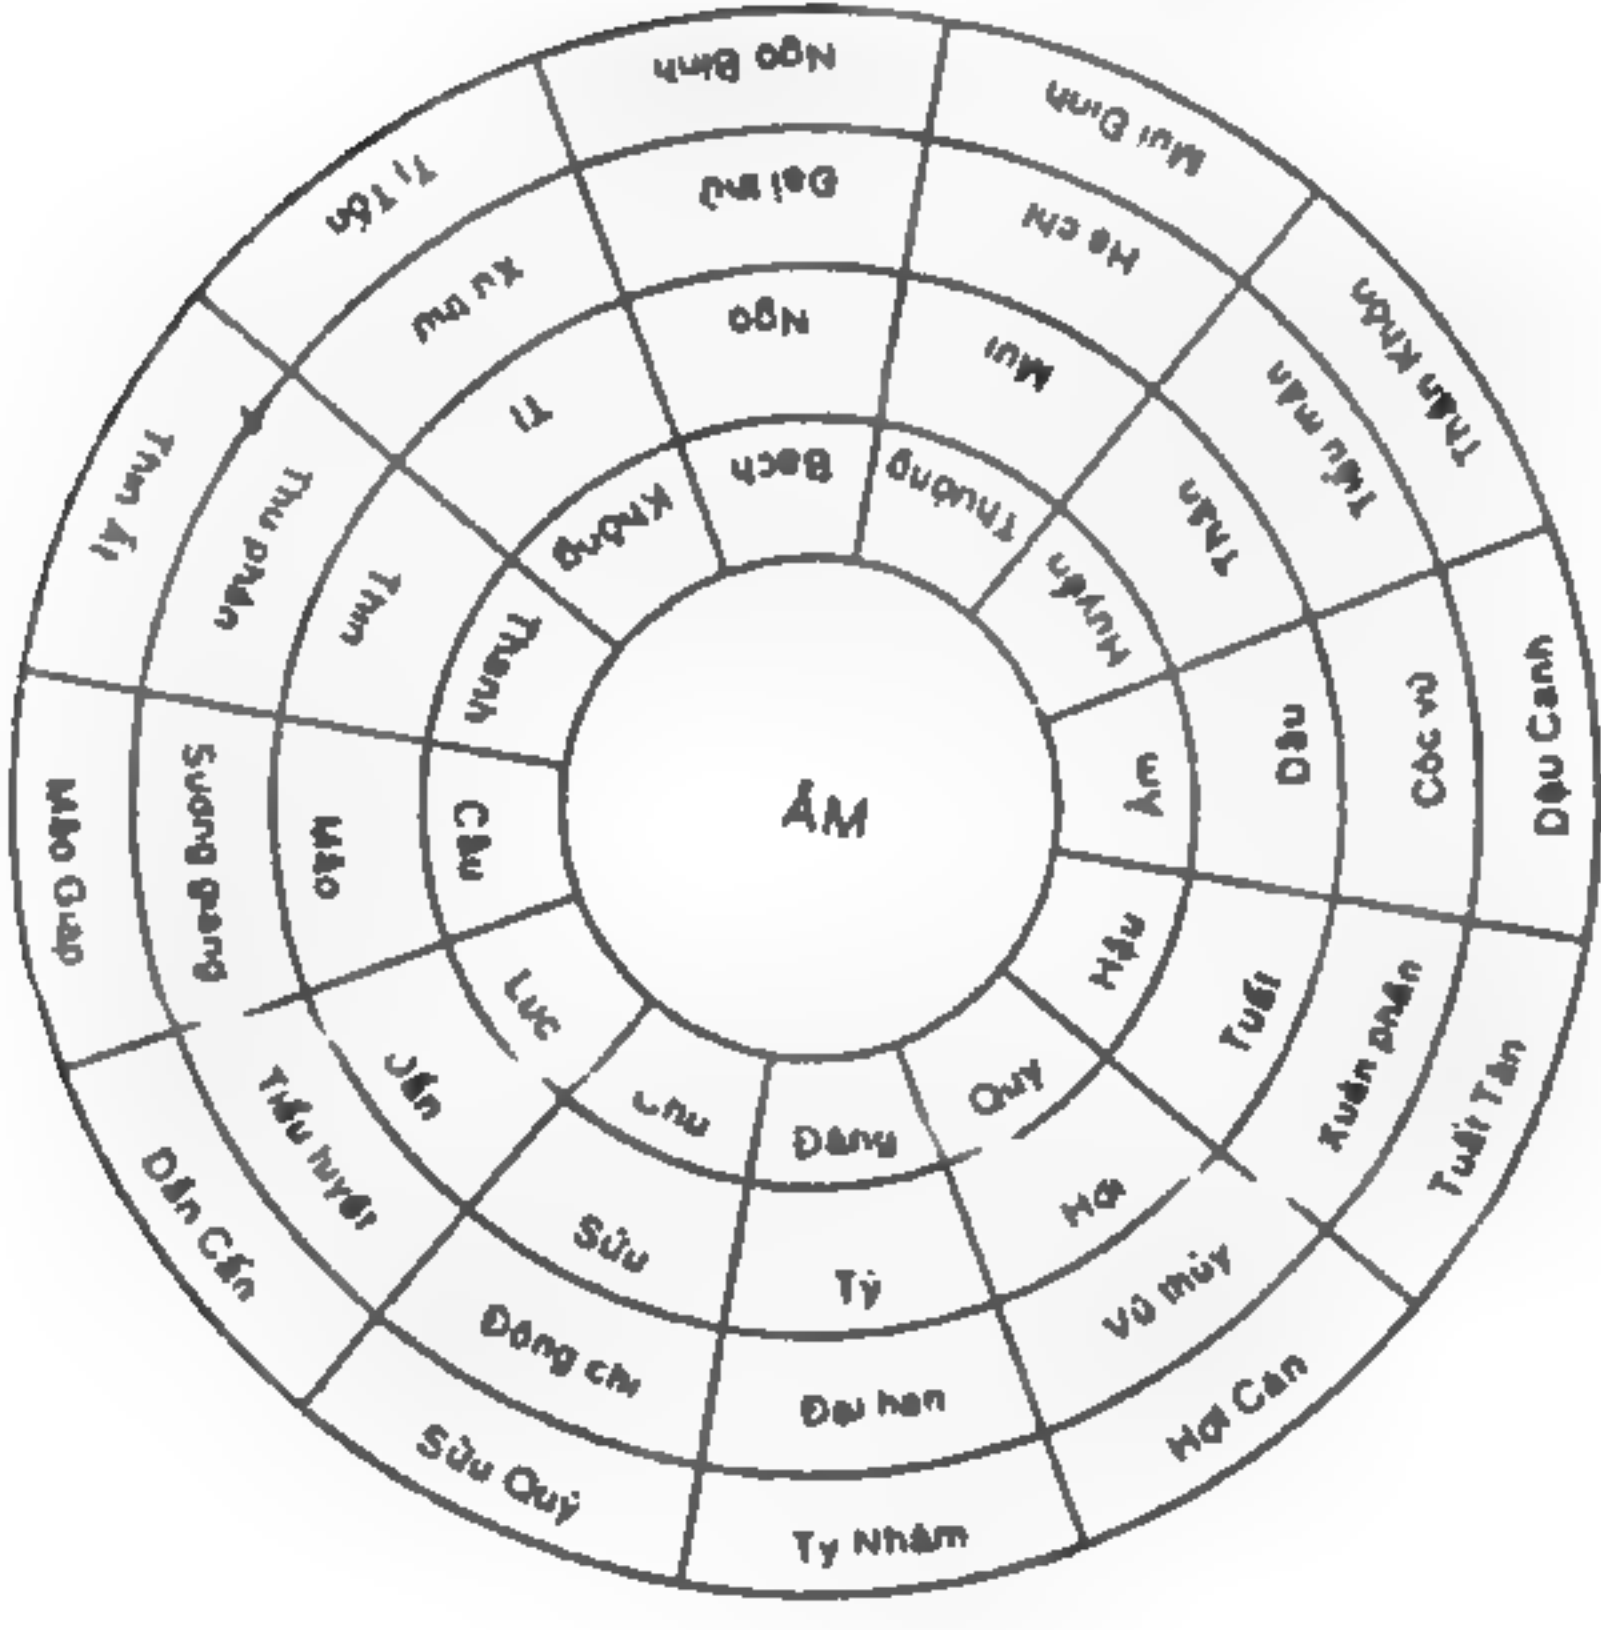 ÂM
Ngọ Bính
Mùi Đinh
Thân Khôn
Dậu Canh
Tuất Tân
Hợi Càn
Tý Nhâm
Sửu Quý
Dần Cấn
Mão Giáp
Thìn Ất
Tị Tốn
Đại thử
Hạ chí
Tiểu mãn
Cốc vũ
Xuân phân
Vũ thủy
Đại hàn
Đông chí
Tiểu tuyết
Sương giáng
Thu phân
Xử thử
Ngọ
Mùi
Thân
Dậu
Tuất
Hợi
Tý
Sửu
Dần
Mão
Thìn
Tị
Bạch
Thường
Huyền
Âm
Hậu
Quý
Đằng
Chu
Lục
Câu
Thanh
Không